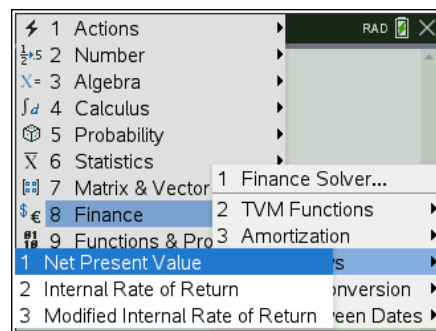 1 Actions
RAD
2 Number
X= 3 Algebra
∫d 4 Calculus
5 Probability
X̅ 6 Statistics
7 Matrix & Vector
1 Finance Solver...
$€ 8 Finance
2 TVM Functions
9 Functions &
3 Amortization
1 Net Present Value
2 Internal Rate of Return
3 Modified Internal Rate of Return
Dates